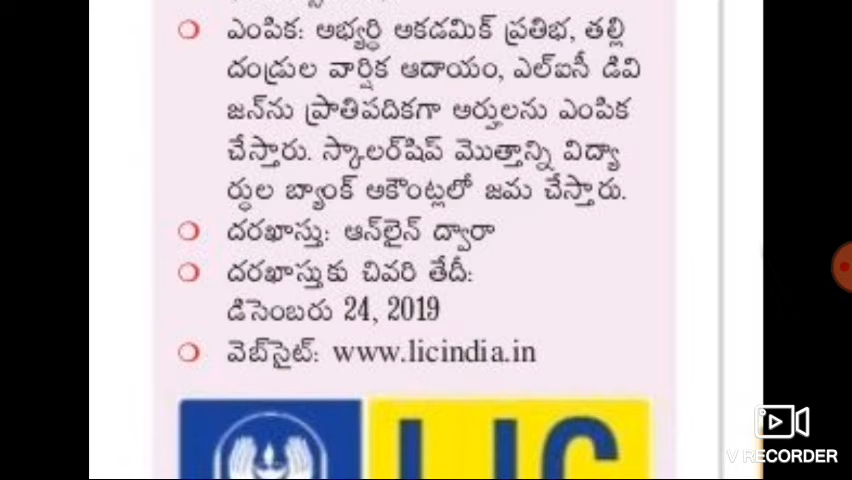 ఎంపిక: అభ్యర్థి అకడమిక్ ప్రతిభ, తల్లి
దండ్రుల వార్షిక ఆదాయం, ఎల్ఐసీ డివి
జన్‌ను ప్రాతిపదికగా అర్హులను ఎంపిక
చేస్తారు. స్కాలర్‌షిప్ మొత్తాన్ని విద్యా
ర్థుల బ్యాంక్ అకౌంట్లలో జమ చేస్తారు.
దరఖాస్తు: ఆన్‌లైన్ ద్వారా
దరఖాస్తుకు చివరి తేదీ:
డిసెంబరు 24, 2019
వెబ్‌సైట్: www.licindia.in
LIC
V RECORDER